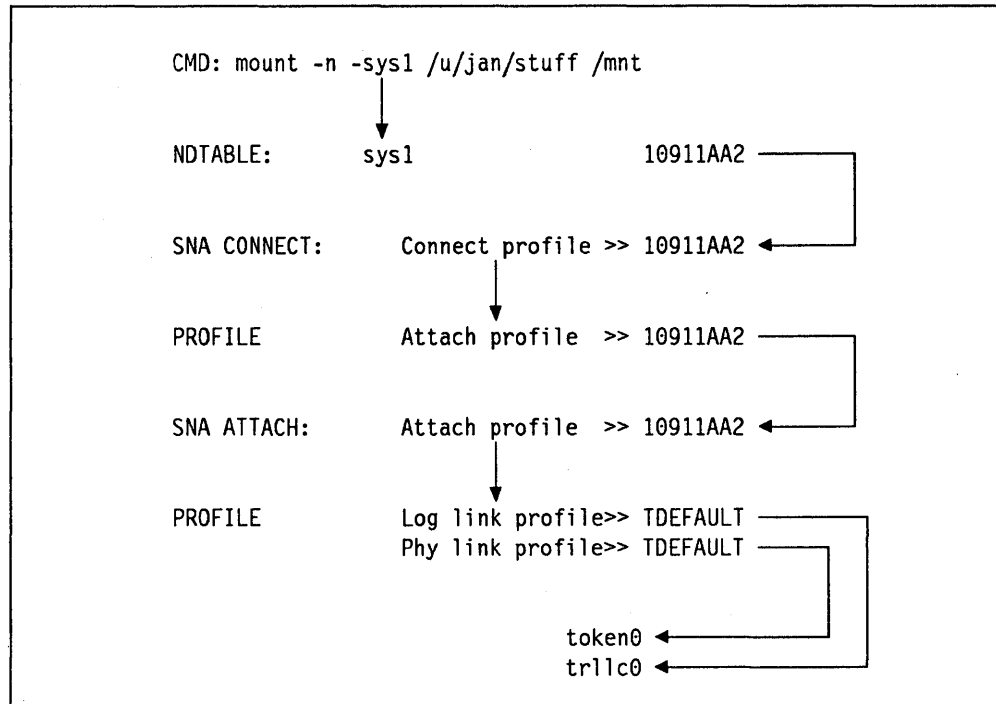 CMD: mount -n -sys1 /u/jan/stuff /mnt
NDTABLE: sys1 10911AA2
SNA CONNECT: Connect profile >> 10911AA2
PROFILE Attach profile >> 10911AA2
SNA ATTACH: Attach profile >> 10911AA2
PROFILE Log link profile>> TDEFAULT
Phy link profile>> TDEFAULT
token0
trllc0